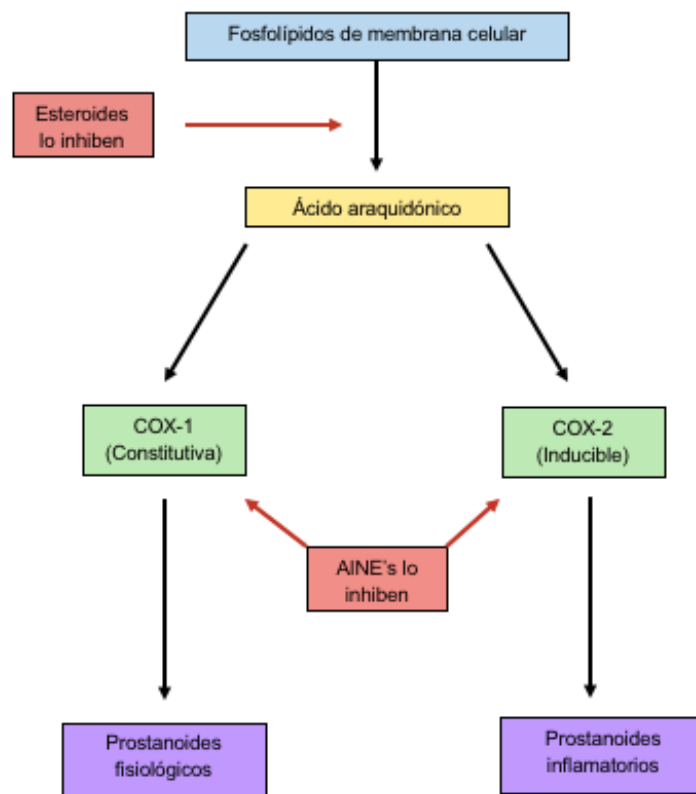 Fosfolípidos de membrana celular
Esteroides
lo inhiben
Ácido araquidónico
COX-1
(Constitutiva)
COX-2
(Inducible)
AINE's lo
inhiben
Prostanoides
fisiológicos
Prostanoides
inflamatorios